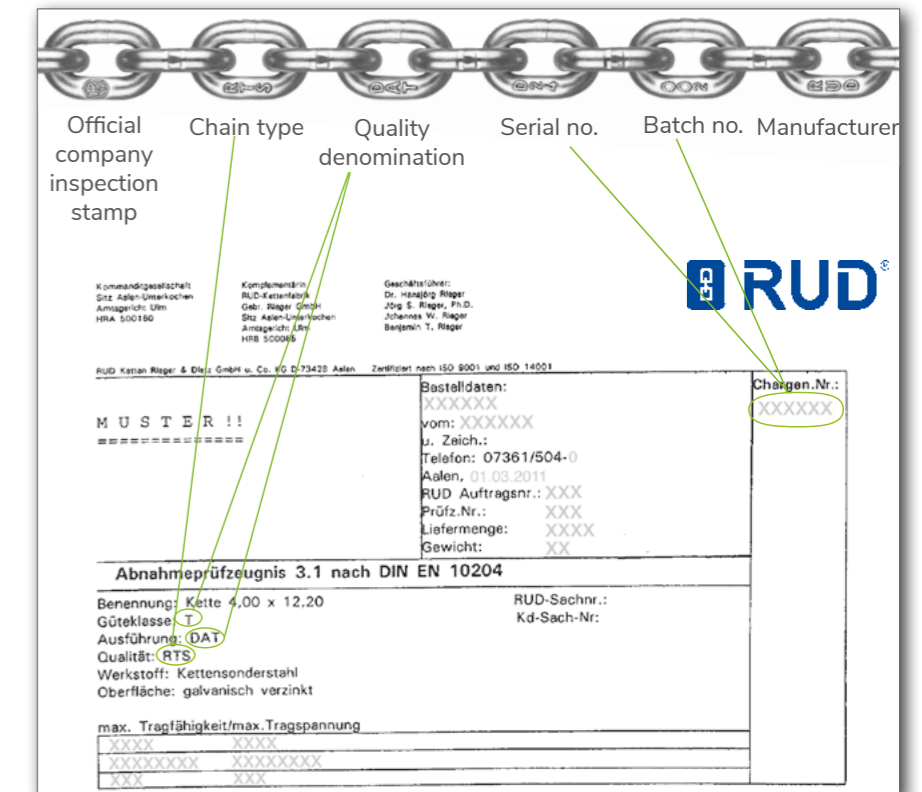 RTS DAT D24 002 RUD
Official company inspection stamp
Chain type
Quality denomination
Serial no.
Batch no.
Manufacturer
Kommanditgesellschaft
Sitz Aalen-Unterkochen
Amtsgericht Ulm
HRA 500160
Komplementärin
RUD-Kettenfabrik
Gebr. Rieger GmbH
Sitz Aalen-Unterkochen
Amtsgericht Ulm
HRB 500086
Geschäftsführer:
Dr. Hansjörg Rieger
Jörg S. Rieger, Ph.D.
Johannes W. Rieger
Benjamin T. Rieger
RUD®
RUD Ketten Rieger & Dietz GmbH u. Co. KG D-73428 Aalen Zertifiziert nach ISO 9001 und ISO 14001
M U S T E R !!
==============
Bestelldaten:
XXXXXX
vom: XXXXXX
u. Zeich.:
Telefon: 07361/504-0
Aalen, 01.03.2011
RUD Auftragsnr.: XXX
Prüfz.Nr.: XXX
Liefermenge: XXXX
Gewicht: XX
Chargen.Nr.:
XXXXXX
Abnahmeprüfzeugnis 3.1 nach DIN EN 10204
Benennung: Kette 4,00 x 12,20
Güteklasse: T
Ausführung: DAT
Qualität: RTS
Werkstoff: Kettensonderstahl
Oberfläche: galvanisch verzinkt
RUD-Sachnr.:
Kd-Sach-Nr:
max. Tragfähigkeit/max.Tragspannung
XXXX XXXX
XXXXXXXX XXXXXXXX
XXX XXX